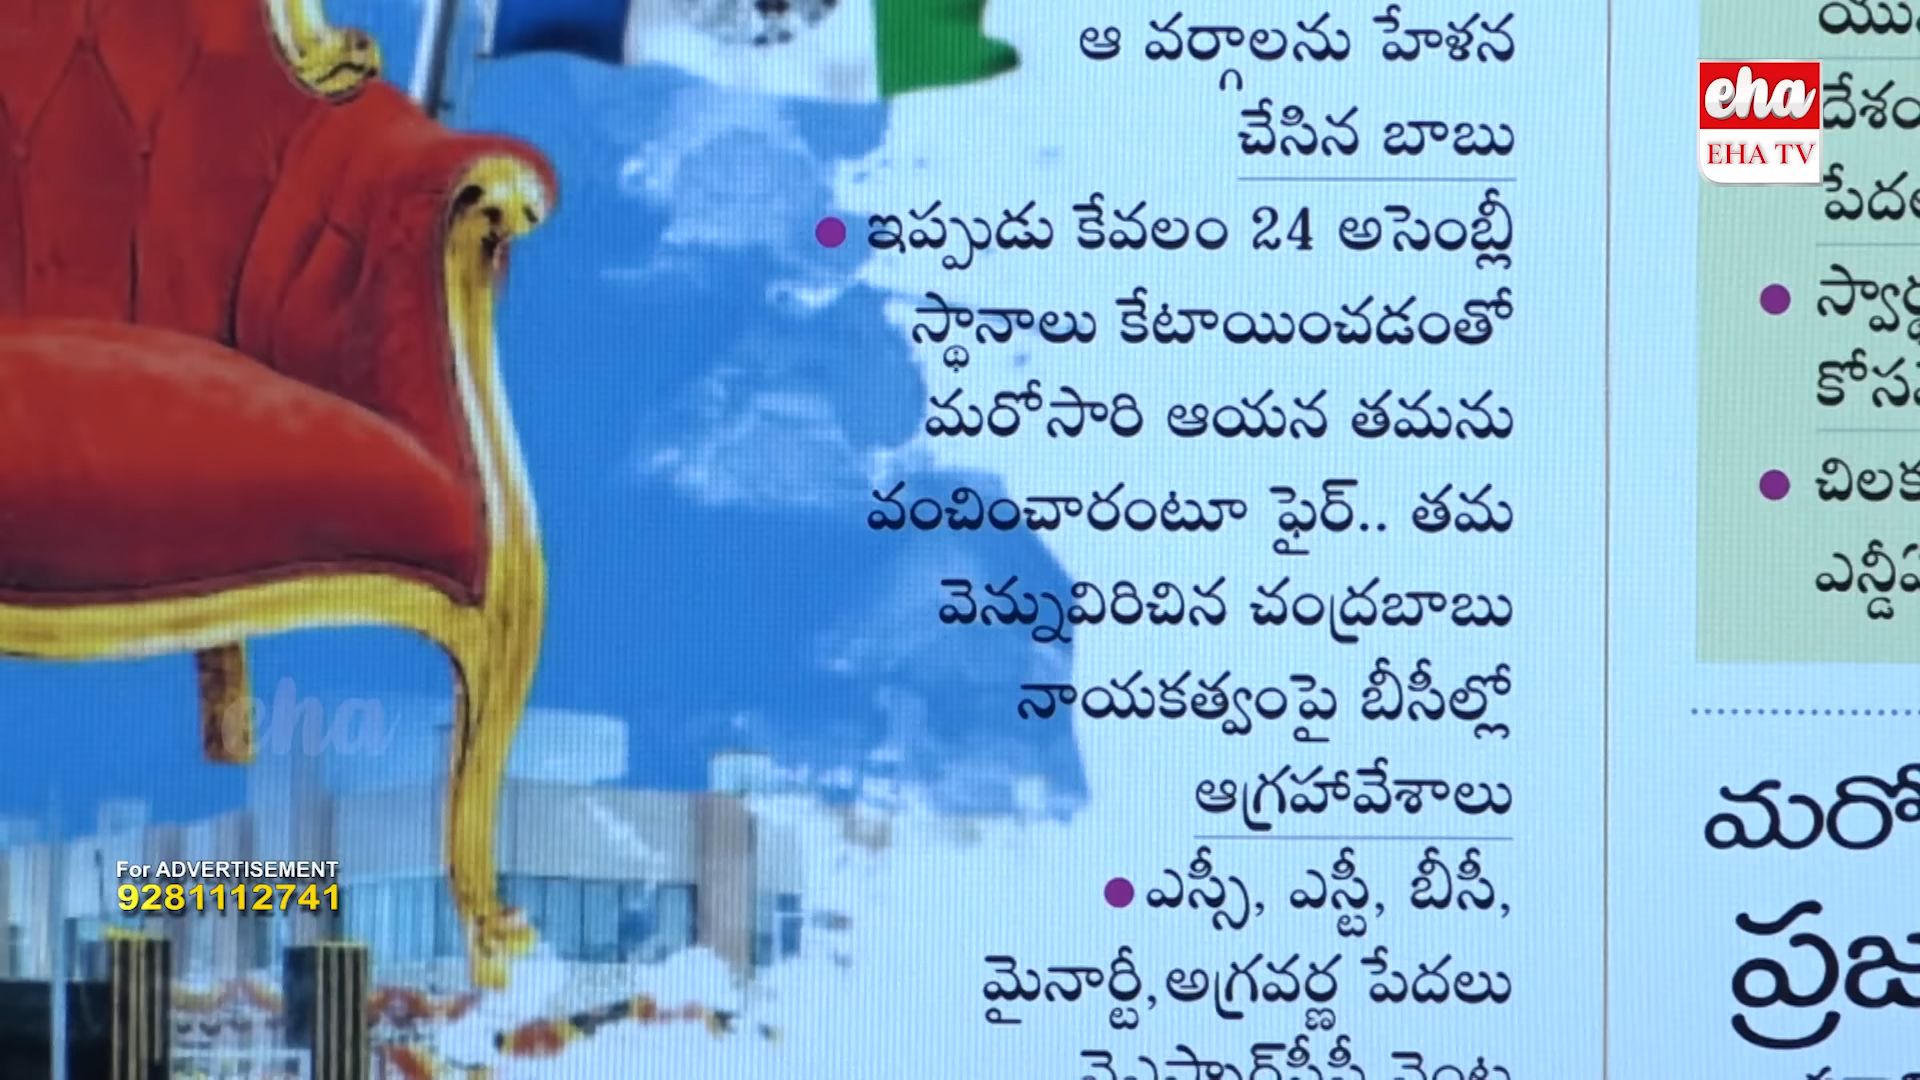 ఆ వర్గాలను హేళన
చేసిన బాబు
ఇప్పుడు కేవలం 24 అసెంబ్లీ
స్థానాలు కేటాయించడంతో
మరోసారి ఆయన తమను
వంచించారంటూ ఫైర్.. తమ
వెన్నువిరిచిన చంద్రబాబు
నాయకత్వంపై బీసీల్లో
ఆగ్రహావేశాలు
ఎస్సీ, ఎస్టీ, బీసీ,
మైనార్టీ, అగ్రవర్ణ పేదలు
eha
EHA TV
eha
For ADVERTISEMENT
9281112741